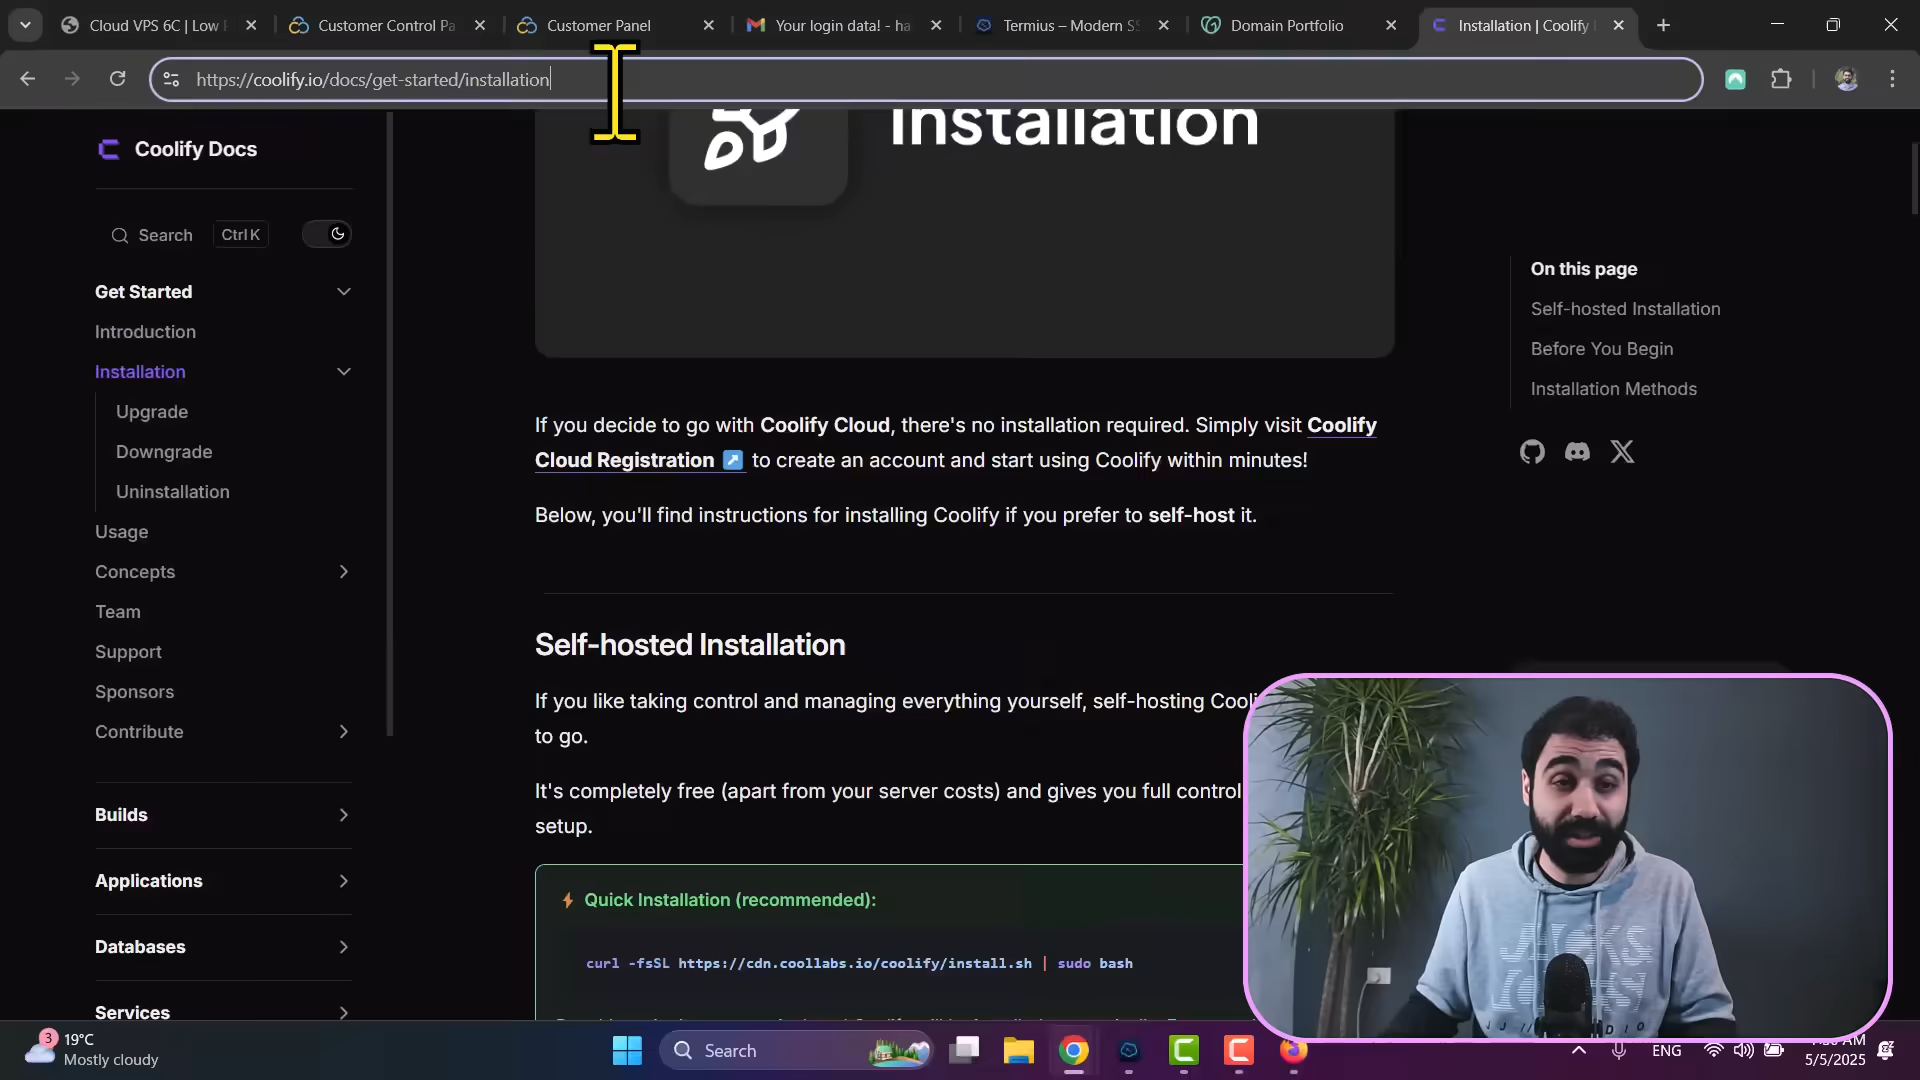 Cloud VPS 6C | Low
Customer Control Pa
Customer Panel
Your login data! - ha
Termius – Modern SS
Domain Portfolio
Installation | Coolify
https://coolify.io/docs/get-started/installation
Coolify Docs
Search
Ctrl K
Get Started
Introduction
Installation
Upgrade
Downgrade
Uninstallation
Usage
Concepts
Team
Support
Sponsors
Contribute
Builds
Applications
Databases
Services
Installation
If you decide to go with Coolify Cloud, there's no installation required. Simply visit Coolify
Cloud Registration to create an account and start using Coolify within minutes!
Below, you'll find instructions for installing Coolify if you prefer to self-host it.
Self-hosted Installation
If you like taking control and managing everything yourself, self-hosting Cooli
to go.
It's completely free (apart from your server costs) and gives you full control
setup.
Quick Installation (recommended):
curl -fsSL https://cdn.coollabs.io/coolify/install.sh | sudo bash
On this page
Self-hosted Installation
Before You Begin
Installation Methods
3
19°C
Mostly cloudy
Search
ENG
AM
5/5/2025